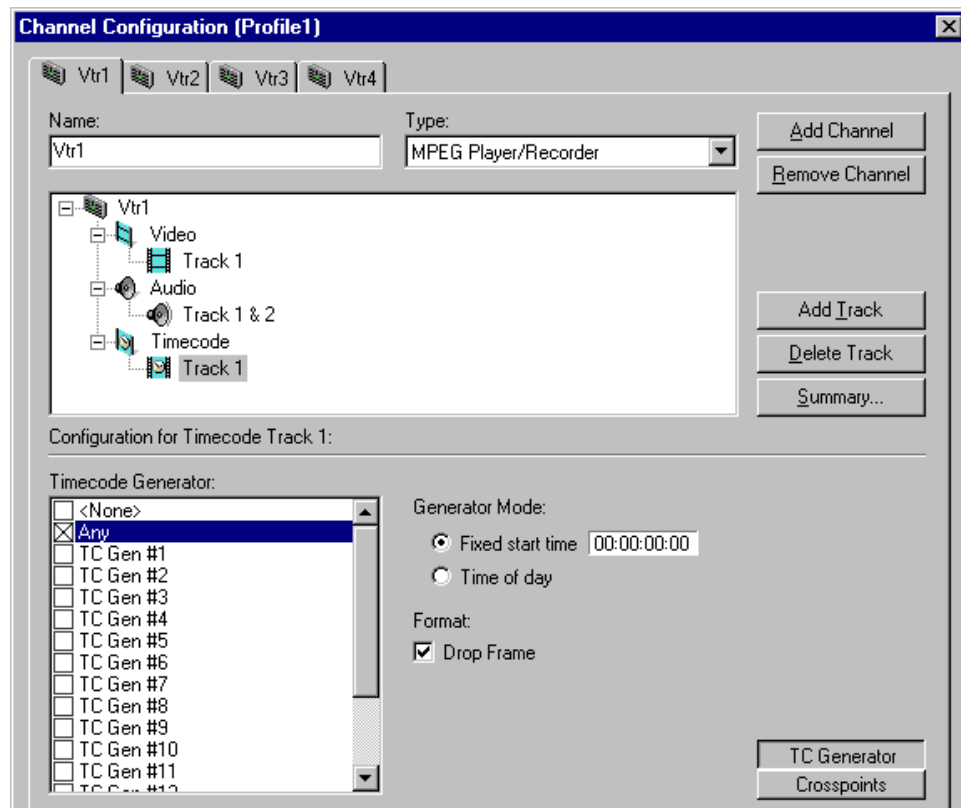 Channel Configuration (Profile1)
Vtr1 Vtr2 Vtr3 Vtr4
Name:
Type:
Vtr1
MPEG Player/Recorder
Add Channel
Remove Channel
Vtr1
Video
Track 1
Audio
Track 1 & 2
Timecode
Track 1
Add Track
Delete Track
Summary...
Configuration for Timecode Track 1:
Timecode Generator:
<None>
Any
TC Gen #1
TC Gen #2
TC Gen #3
TC Gen #4
TC Gen #5
TC Gen #6
TC Gen #7
TC Gen #8
TC Gen #9
TC Gen #10
TC Gen #11
TC Gen #12
Generator Mode:
Fixed start time 00:00:00:00
Time of day
Format:
Drop Frame
TC Generator
Crosspoints